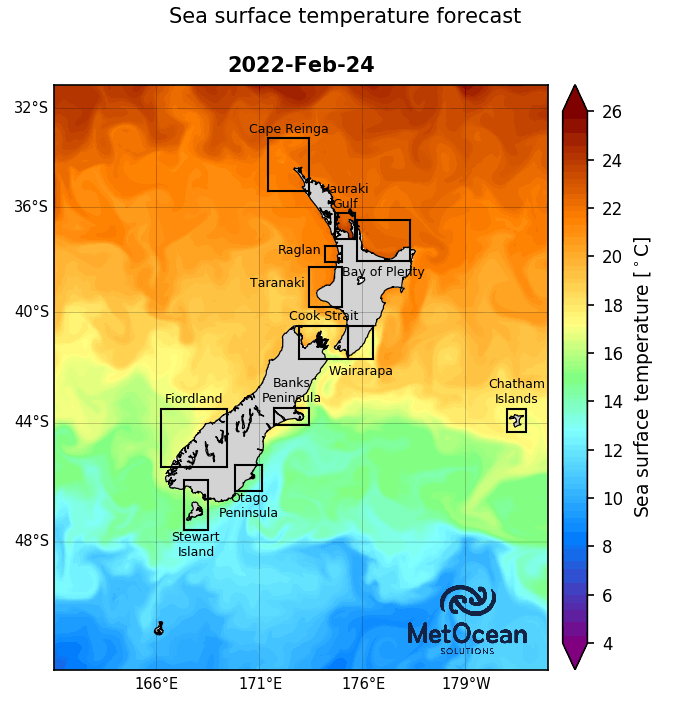 Sea surface temperature forecast
2022-Feb-24
32°S
36°S
40°S
44°S
48°S
166°E
171°E
176°E
179°W
Cape Reinga
Hauraki
Gulf
Raglan
Bay of Plenty
Taranaki
Cook Strait
Wairarapa
Banks
Peninsula
Chatham
Islands
Fiordland
Otago
Peninsula
Stewart
Island
MetOcean
SOLUTIONS
26
24
22
20
18
16
14
12
10
8
6
4
Sea surface temperature [°C]